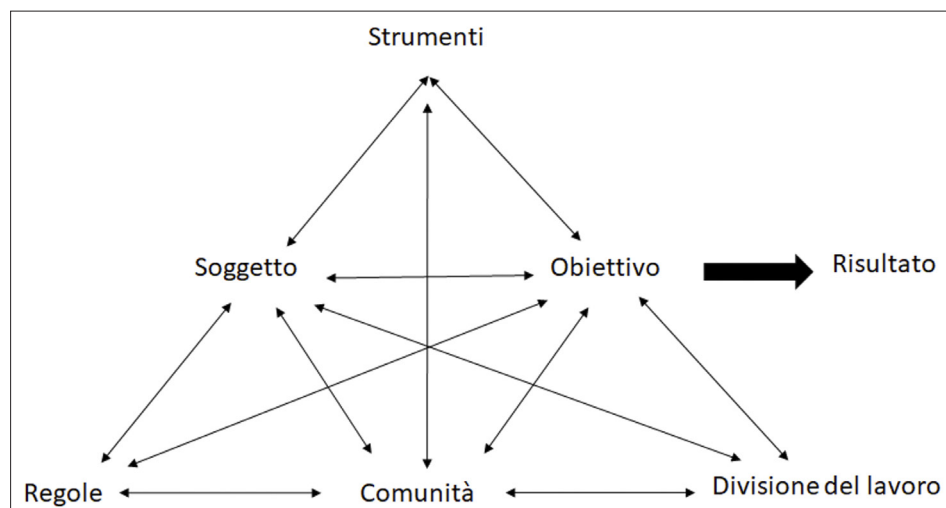 Strumenti
Soggetto
Obiettivo
Risultato
Regole
Comunità
Divisione del lavoro